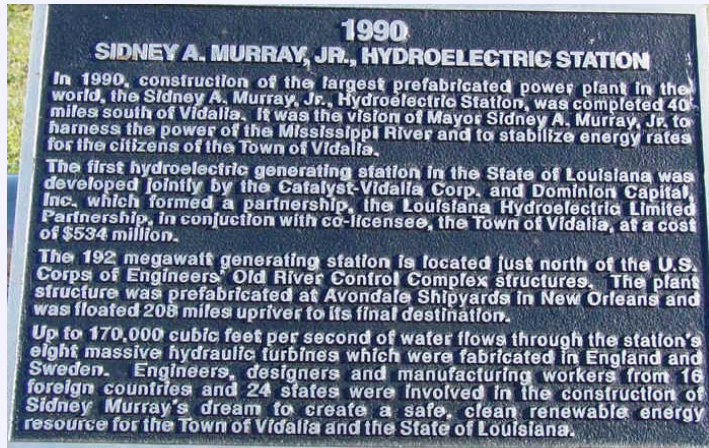 1990
SIDNEY A. MURRAY, JR., HYDROELECTRIC STATION
In 1990, construction of the largest prefabricated power plant in the
world, the Sidney A. Murray, Jr., Hydroelectric Station, was completed 40
miles south of Vidalia. It was the vision of Mayor Sidney A. Murray, Jr. to
harness the power of the Mississippi River and to stabilize energy rates
for the citizens of the Town of Vidalia.
The first hydroelectric generating station in the State of Louisiana was
developed jointly by the Catalyst-Vidalia Corp. and Dominion Capital,
Inc. which formed a partnership, the Louisiana Hydroelectric Limited
Partnership, in conjuction with co-licensee, the Town of Vidalia, at a cost
of $534 million.
The 192 megawatt generating station is located just north of the U.S.
Corps of Engineers' Old River Control Complex structures. The plant
structure was prefabricated at Avondale Shipyards in New Orleans and
was floated 208 miles upriver to its final destination.
Up to 170,000 cubic feet per second of water flows through the station's
eight massive hydraulic turbines which were fabricated in England and
Sweden. Engineers, designers and manufacturing workers from 16
foreign countries and 24 states were involved in the construction of
Sidney Murray's dream to create a safe, clean renewable energy
resource for the Town of Vidalia and the State of Louisiana.